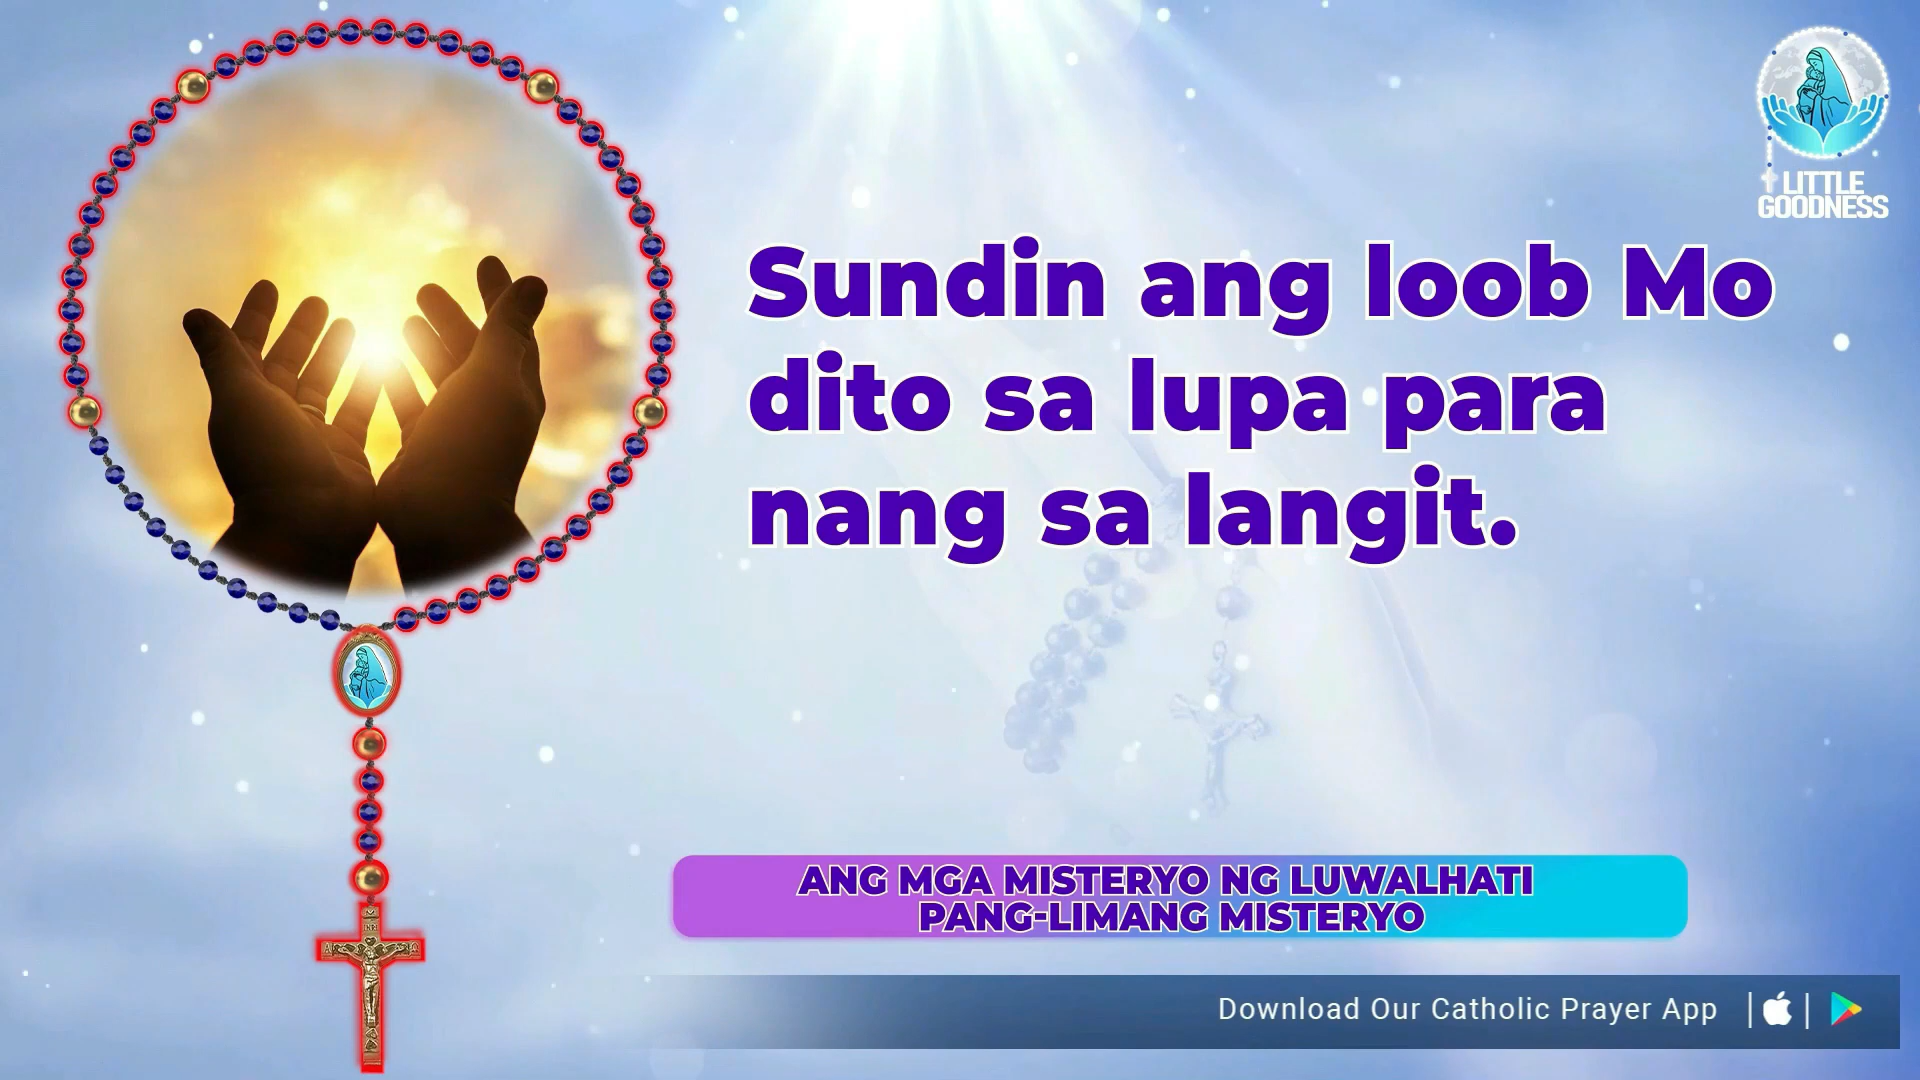 LITTLE
GOODNESS
Sundin ang loob Mo
dito sa lupa para
nang sa langit.
ANG MGA MISTERYO NG LUWALHATI
PANG-LIMANG MISTERYO
Download Our Catholic Prayer App
INRI